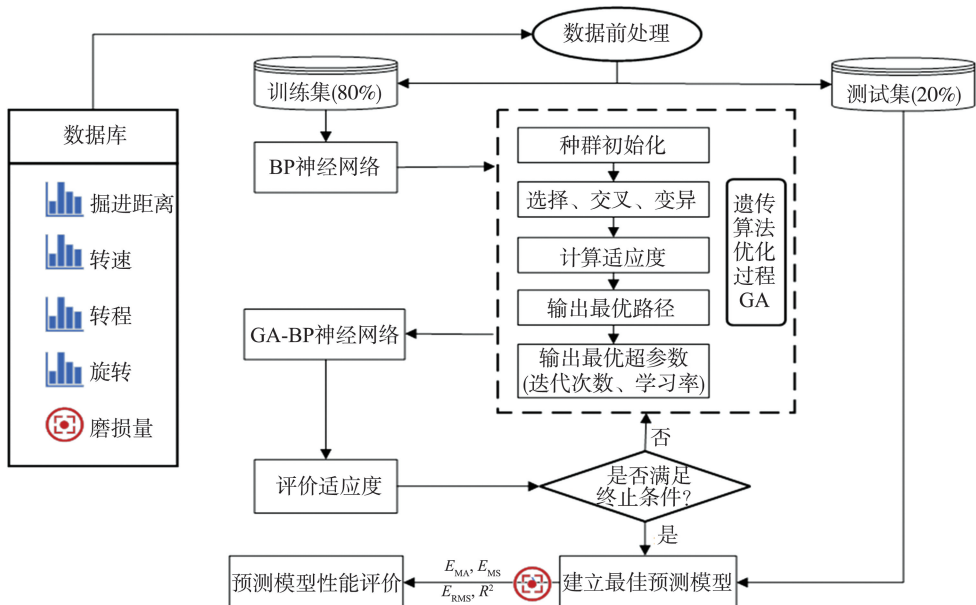 数据前处理
训练集(80%)
测试集(20%)
数据库
掘进距离
转速
转程
旋转
磨损量
BP神经网络
种群初始化
选择、交叉、变异
计算适应度
输出最优路径
输出最优超参数
(迭代次数、学习率)
遗传
算法
优化
过程
GA
GA-BP神经网络
评价适应度
是否满足
终止条件?
否
是
建立最佳预测模型
E_MA, E_MS
E_RMS, R²
预测模型性能评价